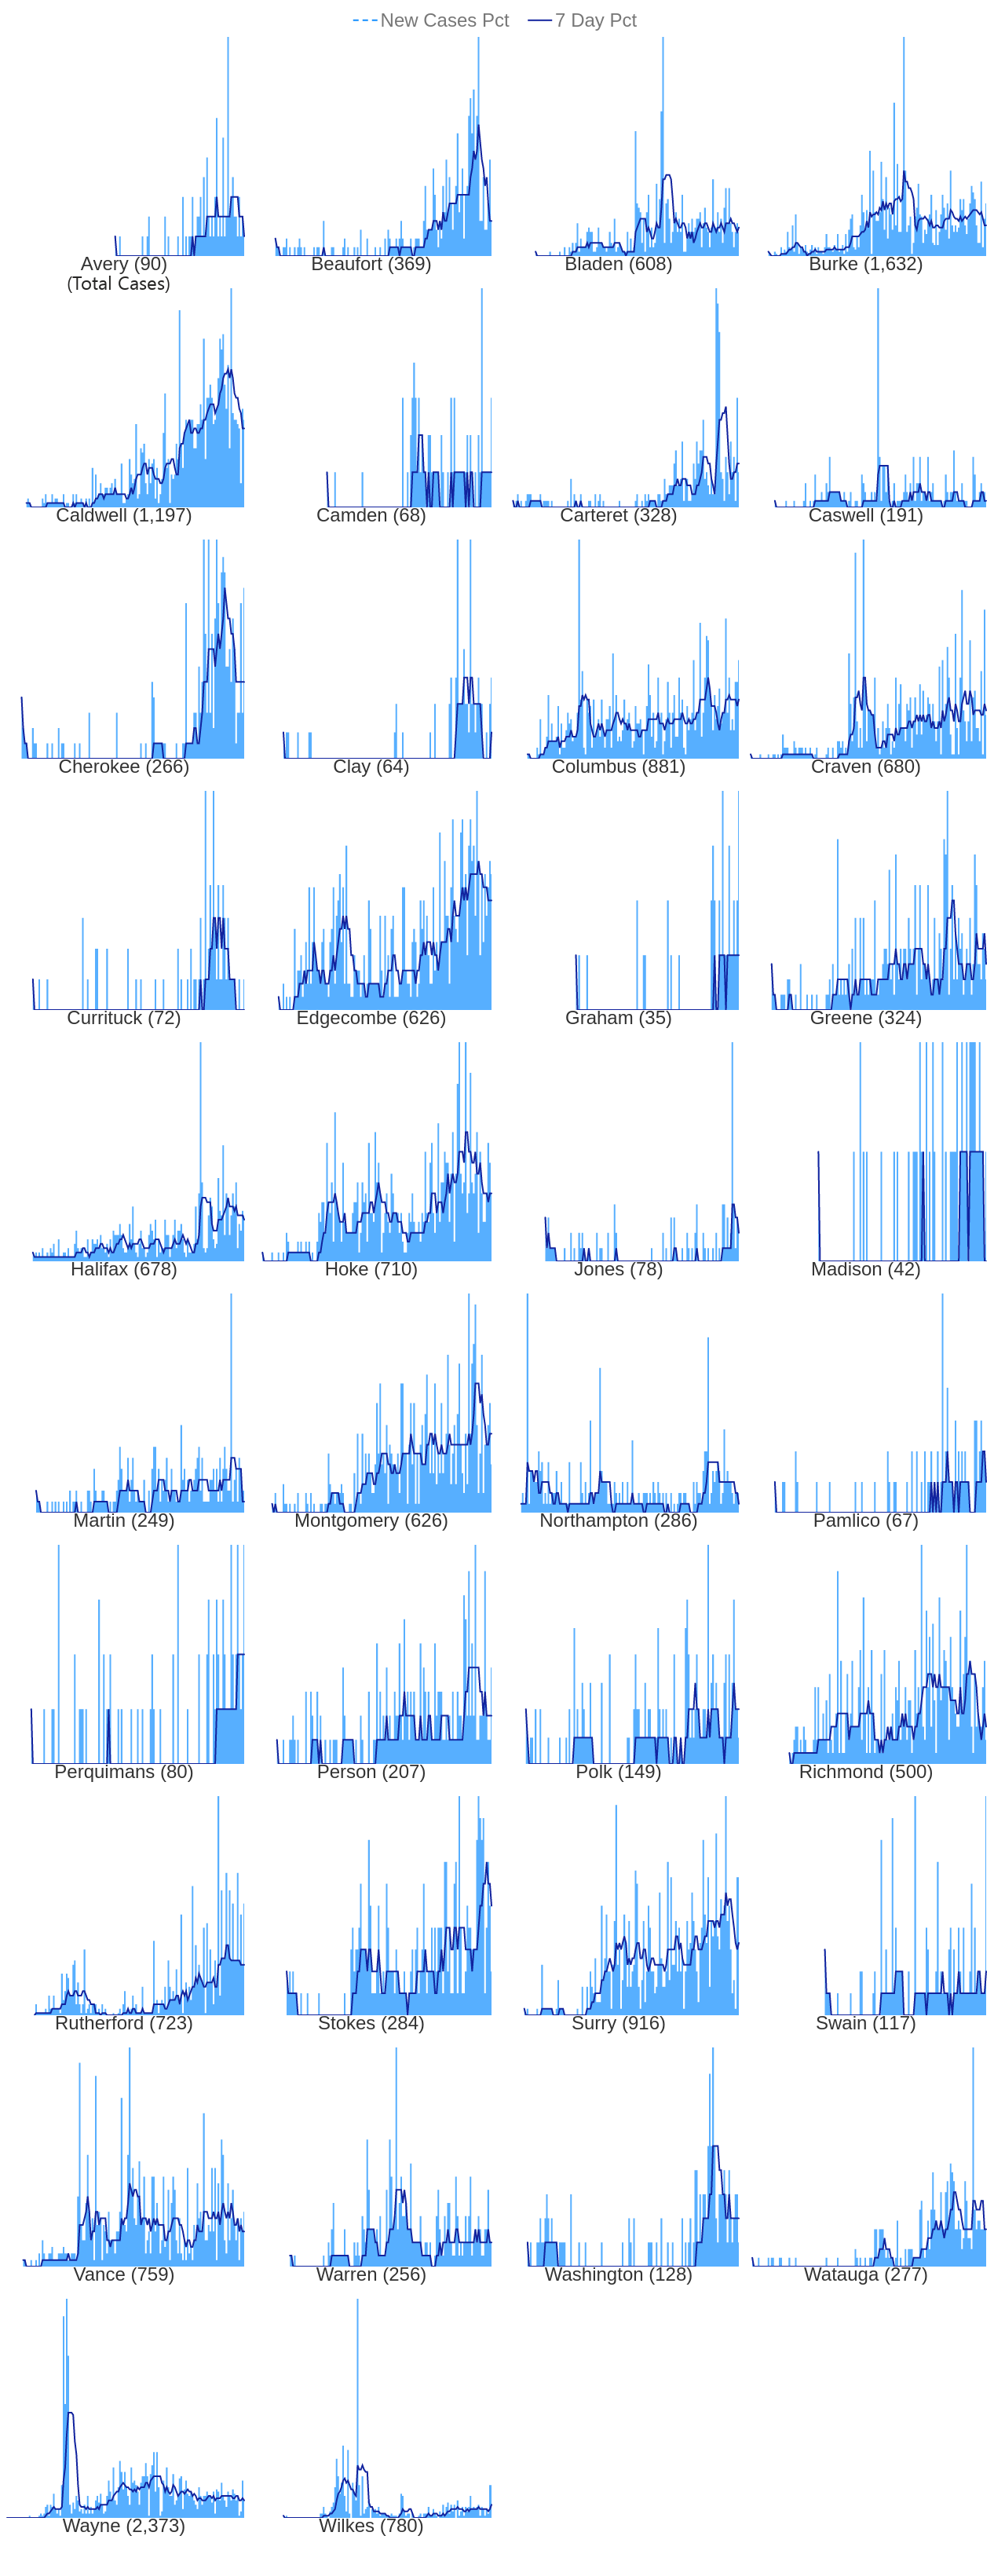 New Cases Pct 7 Day Pct
Avery (90) Beaufort (369) Bladen (608) Burke (1,632)
(Total Cases)
Caldwell (1,197) Camden (68) Carteret (328) Caswell (191)
Cherokee (266) Clay (64) Columbus (881) Craven (680)
Currituck (72) Edgecombe (626) Graham (35) Greene (324)
Halifax (678) Hoke (710) Jones (78) Madison (42)
Martin (249) Montgomery (626) Northampton (286) Pamlico (67)
Perquimans (80) Person (207) Polk (149) Richmond (500)
Rutherford (723) Stokes (284) Surry (916) Swain (117)
Vance (759) Warren (256) Washington (128) Watauga (277)
Wayne (2,373) Wilkes (780)